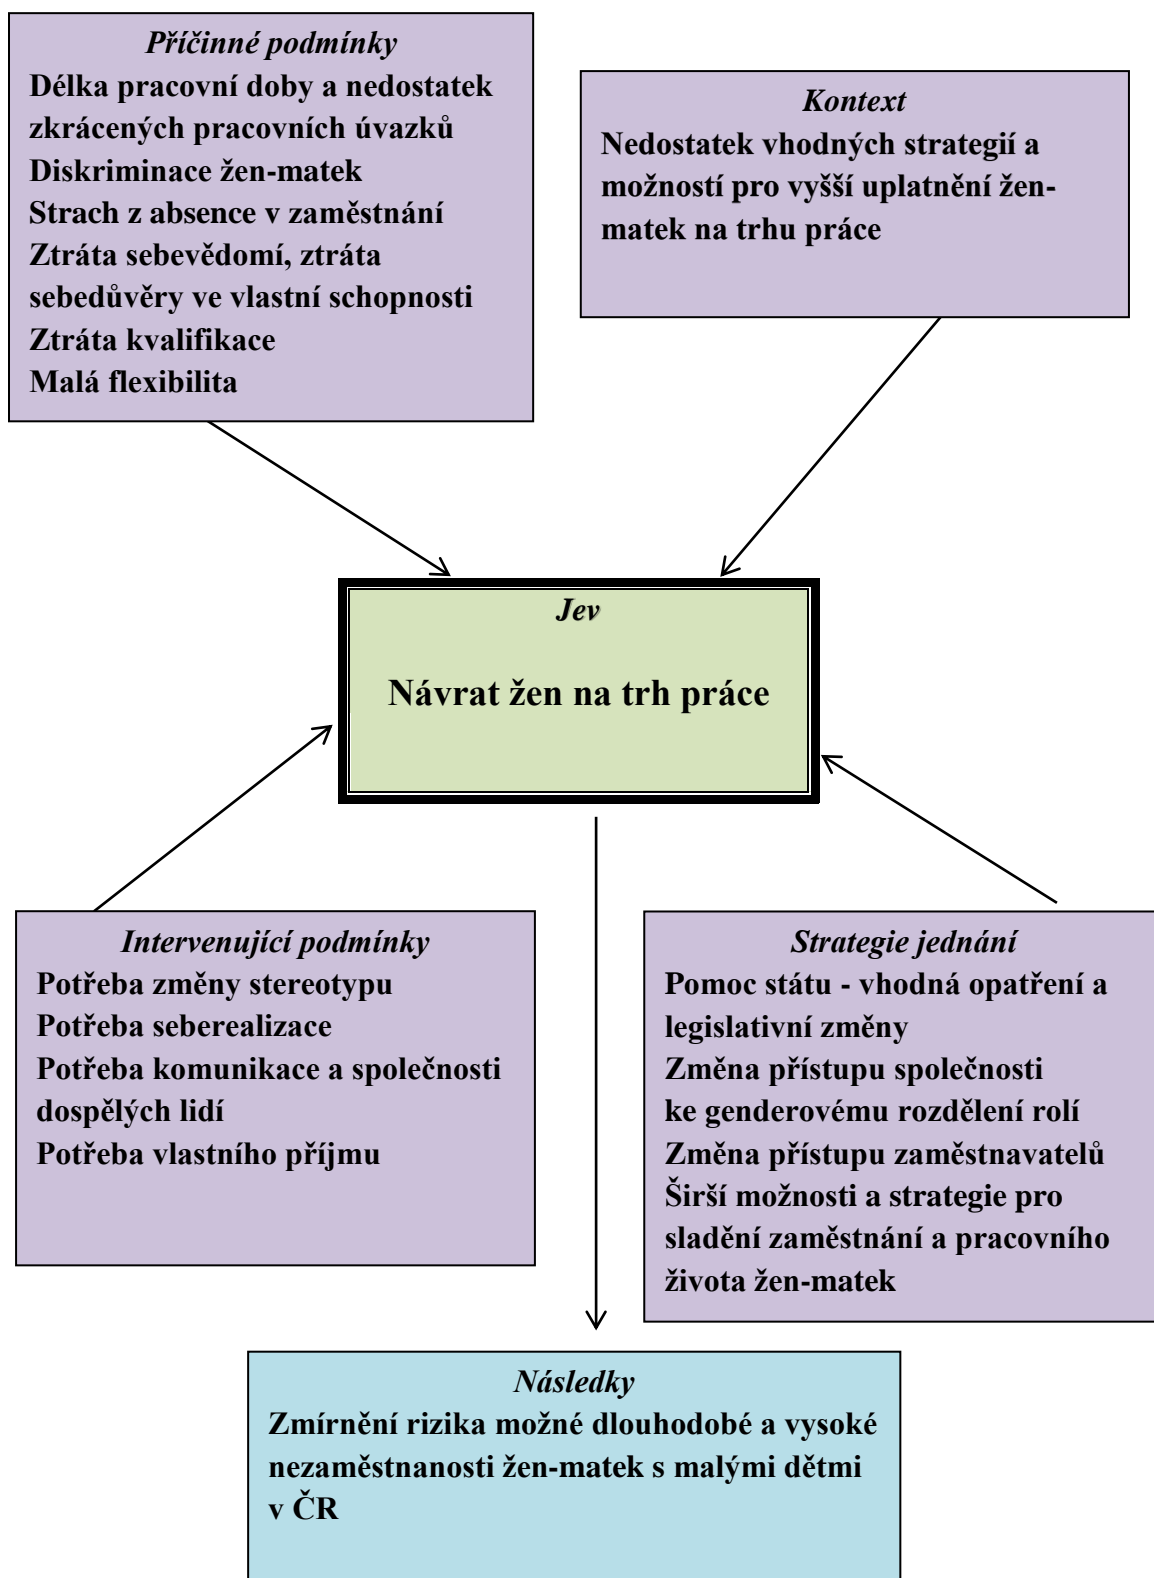 Příčinné podmínky
Délka pracovní doby a nedostatek
zkrácených pracovních úvazků
Diskriminace žen-matek
Strach z absence v zaměstnání
Ztráta sebevědomí, ztráta
sebedůvěry ve vlastní schopnosti
Ztráta kvalifikace
Malá flexibilita
Kontext
Nedostatek vhodných strategií a
možností pro vyšší uplatnění žen-
matek na trhu práce
Jev
Návrat žen na trh práce
Intervenující podmínky
Potřeba změny stereotypu
Potřeba seberealizace
Potřeba komunikace a společnosti
dospělých lidí
Potřeba vlastního příjmu
Strategie jednání
Pomoc státu - vhodná opatření a
legislativní změny
Změna přístupu společnosti
ke genderovému rozdělení rolí
Změna přístupu zaměstnavatelů
Širší možnosti a strategie pro
sladění zaměstnání a pracovního
života žen-matek
Následky
Zmírnění rizika možné dlouhodobé a vysoké
nezaměstnanosti žen-matek s malými dětmi
v ČR